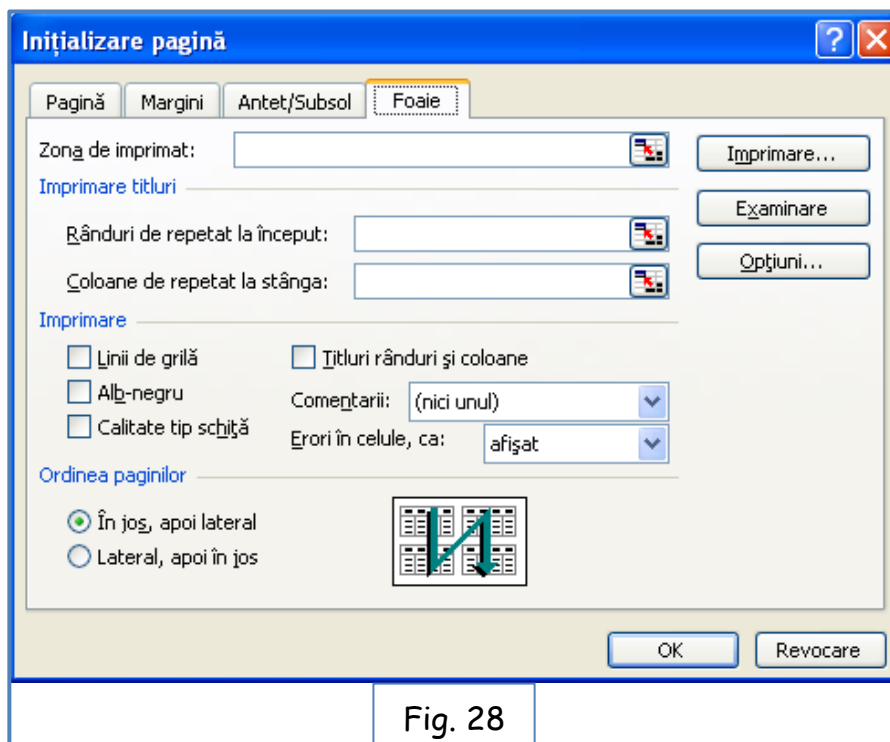 Inițializare pagină
Pagină Margini Antet/Subsol Foaie
Zona de imprimat:
Imprimare...
Imprimare titluri
Examinare
Rânduri de repetat la început:
Opţiuni...
Coloane de repetat la stânga:
Imprimare
Linii de grilă
Titluri rânduri şi coloane
Alb-negru
Comentarii: (nici unul)
Calitate tip schiţă
Erori în celule, ca: afişat
Ordinea paginilor
În jos, apoi lateral
Lateral, apoi în jos
OK Revocare
Fig. 28